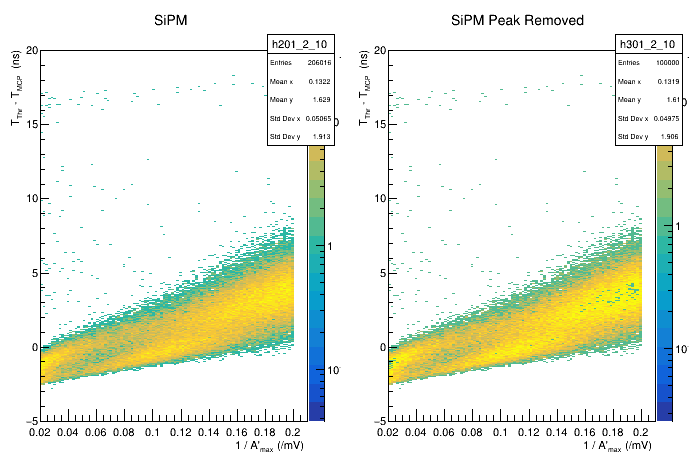 SiPM
h201_2_10
Entries 206016
Mean x 0.1322
Mean y 1.629
Std Dev x 0.05065
Std Dev y 1.913
T_Thr - T_MCP (ns)
20
15
10
5
0
−5
0.02 0.04 0.06 0.08 0.1 0.12 0.14 0.16 0.18 0.2
1 / A'_max (/mV)
1
SiPM Peak Removed
h301_2_10
Entries 100000
Mean x 0.1319
Mean y 1.61
Std Dev x 0.04975
Std Dev y 1.906
T_Thr - T_MCP (ns)
20
15
10
5
0
−5
0.02 0.04 0.06 0.08 0.1 0.12 0.14 0.16 0.18 0.2
1 / A'_max (/mV)
1